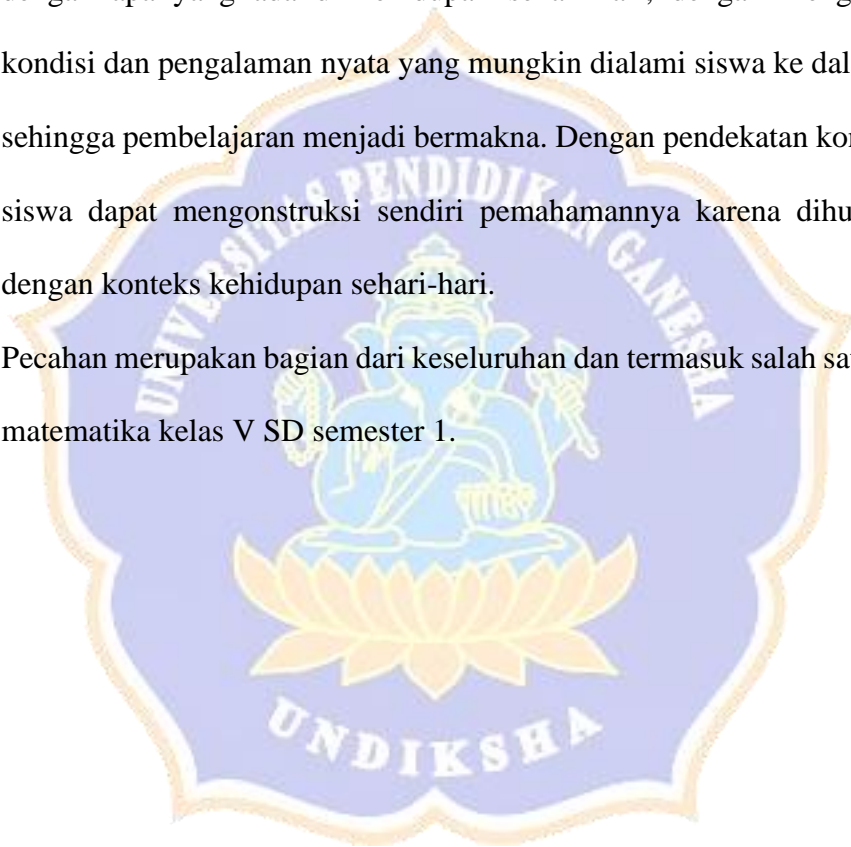 kondisi dan pengalaman nyata yang mungkin dialami siswa ke dal
sehingga pembelajaran menjadi bermakna. Dengan pendekatan ko
siswa dapat mengonstruksi sendiri pemahamannya karena dihu
dengan konteks kehidupan sehari-hari.
Pecahan merupakan bagian dari keseluruhan dan termasuk salah sa
matematika kelas V SD semester 1.
UNIVERSITAS PENDIDIKAN GANESHA
UNDIKSHA